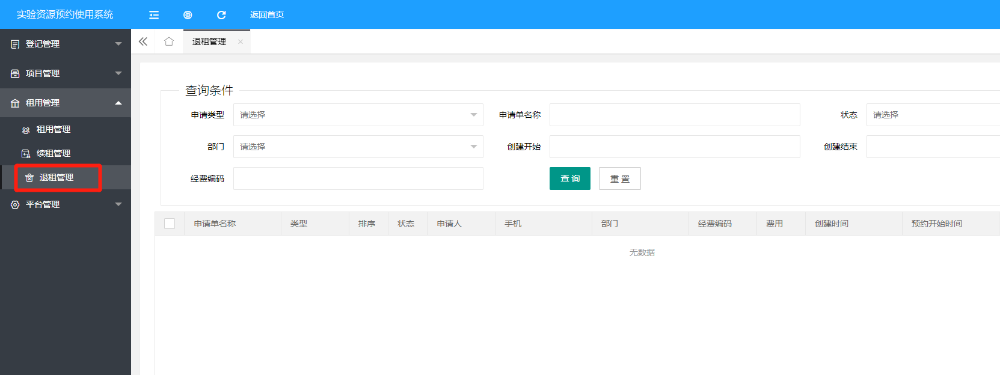 实验资源预约使用系统 返回首页
登记管理
项目管理
租用管理
租用管理
续租管理
退租管理
平台管理
退租管理
查询条件
申请类型 请选择 申请单名称 状态 请选择
部门 请选择 创建开始 创建结束
经费编码 查询 重置
申请单名称 类型 排序 状态 申请人 手机 部门 经费编码 费用 创建时间 预约开始时间
无数据